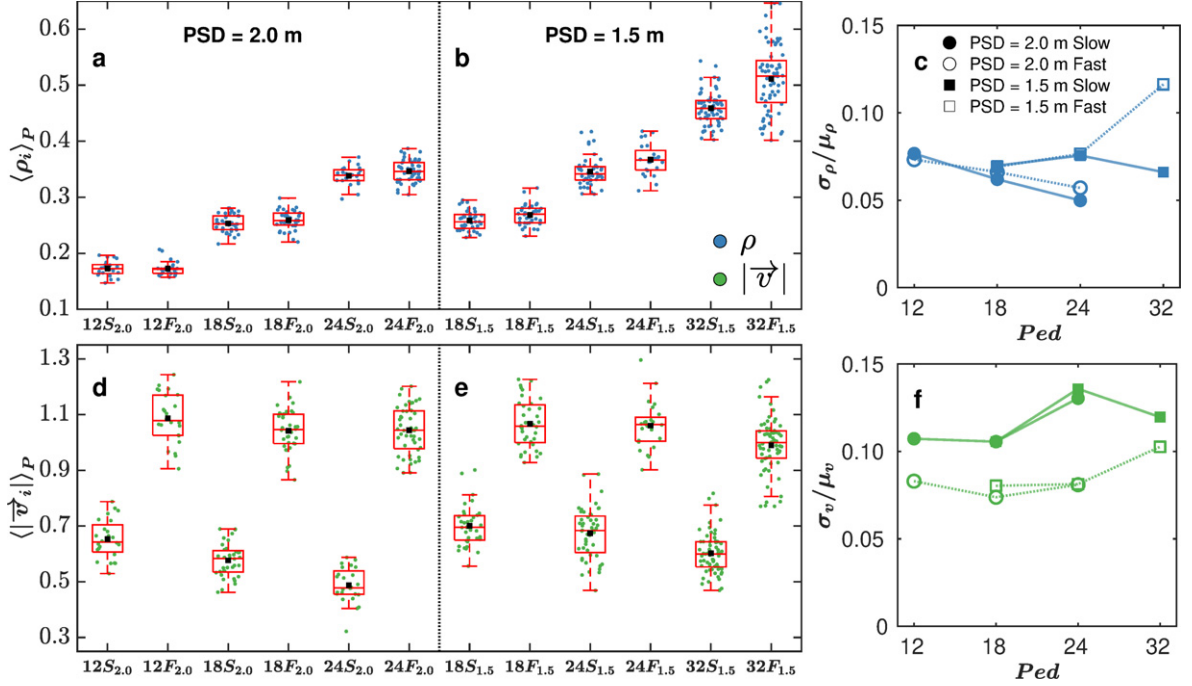 a
PSD = 2.0 m
b
PSD = 1.5 m
⟨ρᵢ⟩_P
0.6
0.5
0.4
0.3
0.2
0.1
ρ
|v⃗|
12S₂.₀ 12F₂.₀ 18S₂.₀ 18F₂.₀ 24S₂.₀ 24F₂.₀ 18S₁.₅ 18F₁.₅ 24S₁.₅ 24F₁.₅ 32S₁.₅ 32F₁.₅
c
PSD = 2.0 m Slow
PSD = 2.0 m Fast
PSD = 1.5 m Slow
PSD = 1.5 m Fast
σ_ρ/μ_ρ
0.15
0.10
0.05
0
12 18 24 32
Ped
d
e
⟨|v⃗ᵢ|⟩_P
1.3
1.1
0.9
0.7
0.5
0.3
12S₂.₀ 12F₂.₀ 18S₂.₀ 18F₂.₀ 24S₂.₀ 24F₂.₀ 18S₁.₅ 18F₁.₅ 24S₁.₅ 24F₁.₅ 32S₁.₅ 32F₁.₅
f
σ_v/μ_v
0.15
0.10
0.05
0
12 18 24 32
Ped